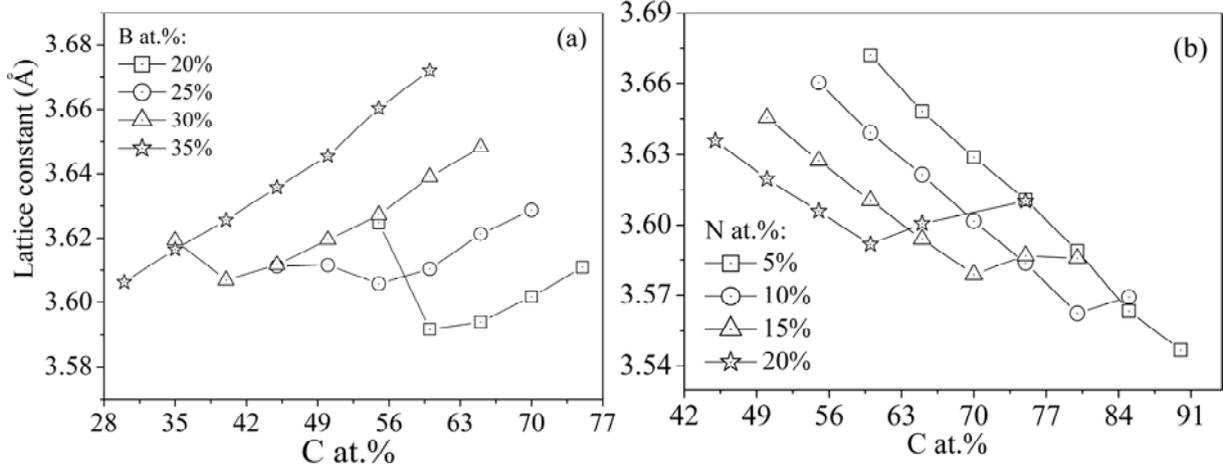 B at.%:
20%
25%
30%
35%
(a)
3.68
3.66
3.64
3.62
3.60
3.58
Lattice constant (Å)
28 35 42 49 56 63 70 77
C at.%
(b)
3.69
3.66
3.63
3.60
3.57
3.54
N at.%:
5%
10%
15%
20%
42 49 56 63 70 77 84 91
C at.%